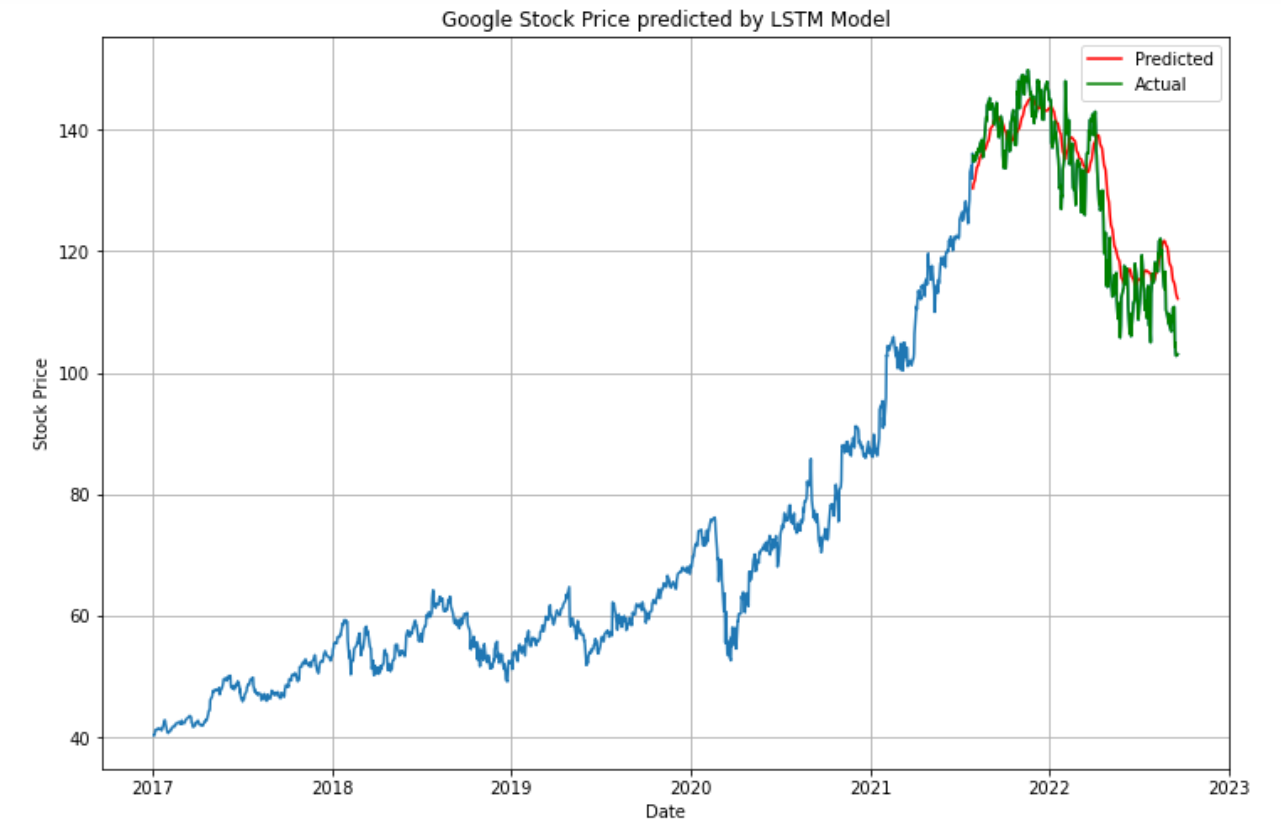 Google Stock Price predicted by LSTM Model
Predicted
Actual
140
120
100
80
60
40
Stock Price
2017 2018 2019 2020 2021 2022 2023
Date